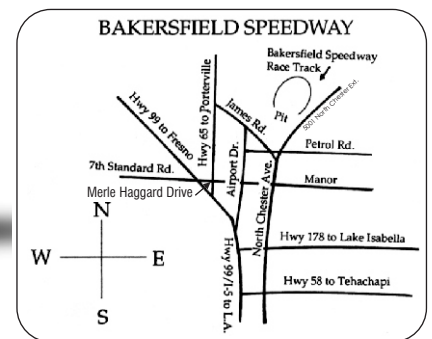 BAKERSFIELD SPEEDWAY
Bakersfield Speedway
Race Track
Pit
5001 North Chester Ext.
Hwy 99 to Fresno
Hwy 65 to Porterville
James Rd.
Petrol Rd.
7th Standard Rd.
Airport Dr.
North Chester Ave.
Manor
Merle Haggard Drive
N
W
E
S
Hwy 178 to Lake Isabella
Hwy 99/1-5 to L.A.
Hwy 58 to Tehachapi